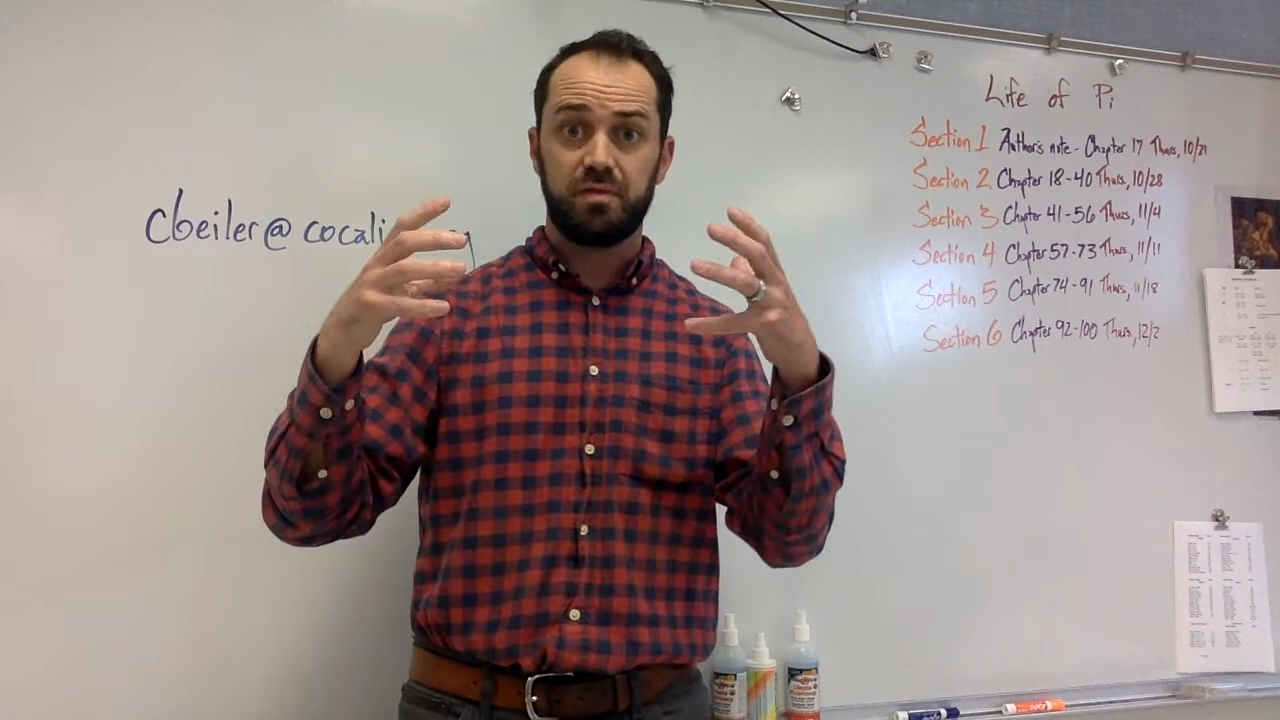 cbeiler@cocali
Life of Pi
Section 1 Author's note - Chapter 17 Thurs, 10/21
Section 2 Chapter 18-40 Thurs, 10/28
Section 3 Chapter 41-56 Thurs, 11/4
Section 4 Chapter 57-73 Thurs, 11/11
Section 5 Chapter 74-91 Thurs, 11/18
Section 6 Chapter 92-100 Thurs, 12/2